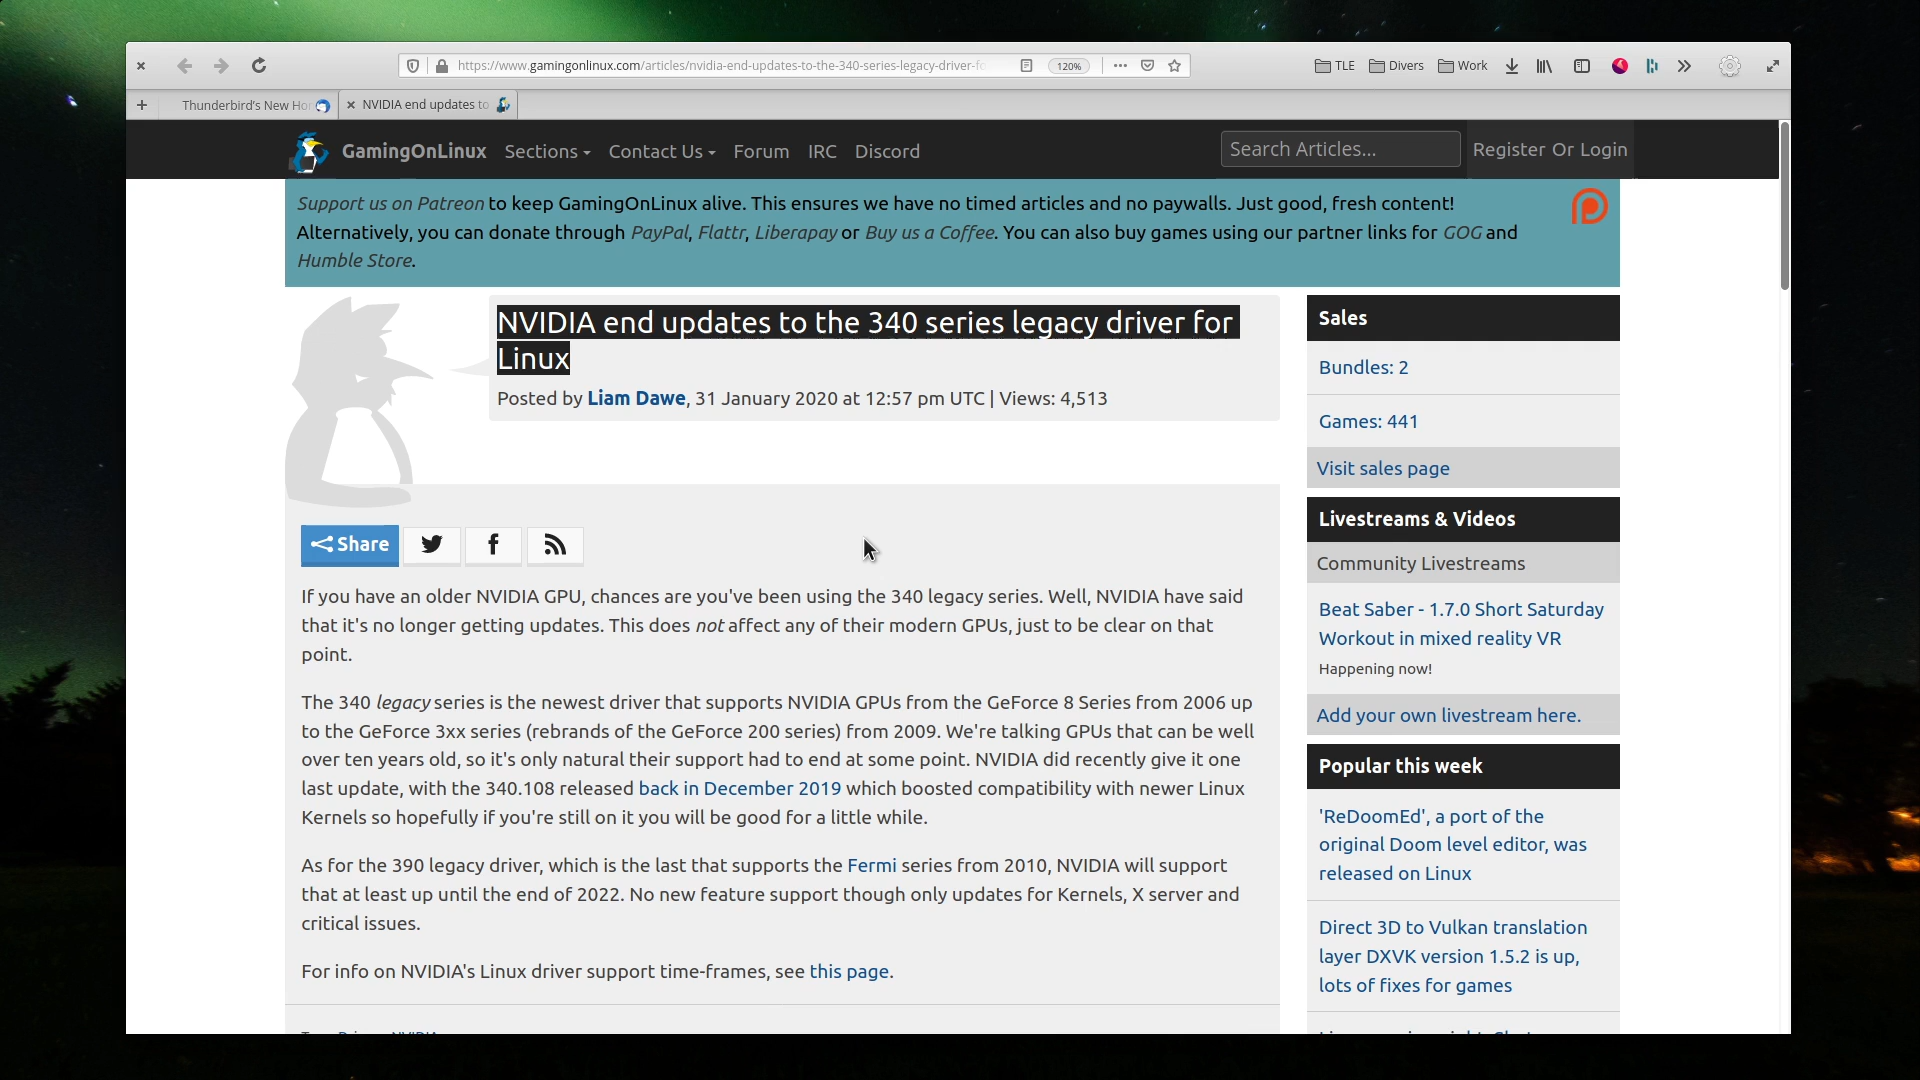 https://www.gamingonlinux.com/articles/nvidia-end-updates-to-the-340-series-legacy-driver-fo
120%
TLE
Divers
Work
Thunderbird's New Ho
NVIDIA end updates to
GamingOnLinux
Sections
Contact Us
Forum
IRC
Discord
Search Articles...
Register Or Login
Support us on Patreon to keep GamingOnLinux alive. This ensures we have no timed articles and no paywalls. Just good, fresh content!
Alternatively, you can donate through PayPal, Flattr, Liberapay or Buy us a Coffee. You can also buy games using our partner links for GOG and
Humble Store.
NVIDIA end updates to the 340 series legacy driver for
Linux
Posted by Liam Dawe, 31 January 2020 at 12:57 pm UTC | Views: 4,513
Share
If you have an older NVIDIA GPU, chances are you've been using the 340 legacy series. Well, NVIDIA have said
that it's no longer getting updates. This does not affect any of their modern GPUs, just to be clear on that
point.
The 340 legacy series is the newest driver that supports NVIDIA GPUs from the GeForce 8 Series from 2006 up
to the GeForce 3xx series (rebrands of the GeForce 200 series) from 2009. We're talking GPUs that can be well
over ten years old, so it's only natural their support had to end at some point. NVIDIA did recently give it one
last update, with the 340.108 released back in December 2019 which boosted compatibility with newer Linux
Kernels so hopefully if you're still on it you will be good for a little while.
As for the 390 legacy driver, which is the last that supports the Fermi series from 2010, NVIDIA will support
that at least up until the end of 2022. No new feature support though only updates for Kernels, X server and
critical issues.
For info on NVIDIA's Linux driver support time-frames, see this page.
Sales
Bundles: 2
Games: 441
Visit sales page
Livestreams & Videos
Community Livestreams
Beat Saber - 1.7.0 Short Saturday
Workout in mixed reality VR
Happening now!
Add your own livestream here.
Popular this week
'ReDoomEd', a port of the
original Doom level editor, was
released on Linux
Direct 3D to Vulkan translation
layer DXVK version 1.5.2 is up,
lots of fixes for games